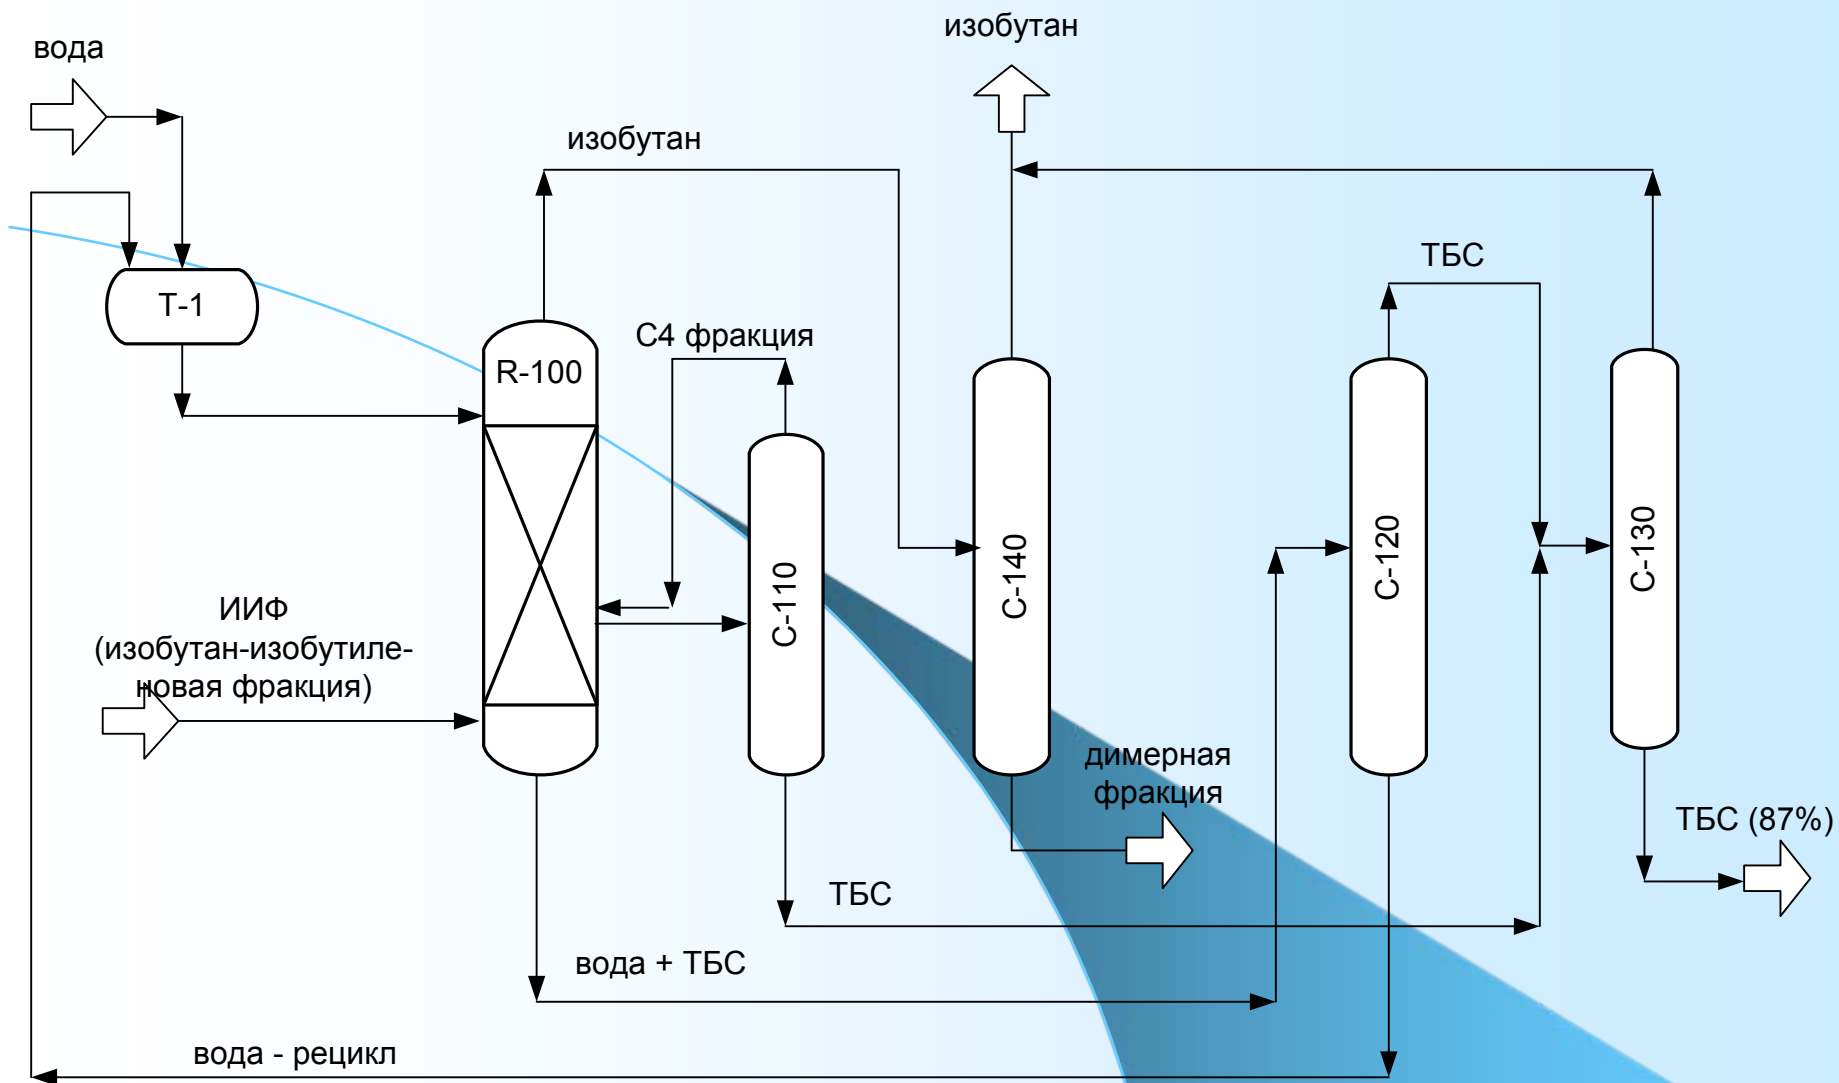 изобутан
вода
изобутан
ТБС
Т-1
С4 фракция
R-100
С-140
С-120
С-130
С-110
ИИФ
(изобутан-изобутиле-
новая фракция)
димерная
фракция
ТБС (87%)
ТБС
вода + ТБС
вода - рецикл